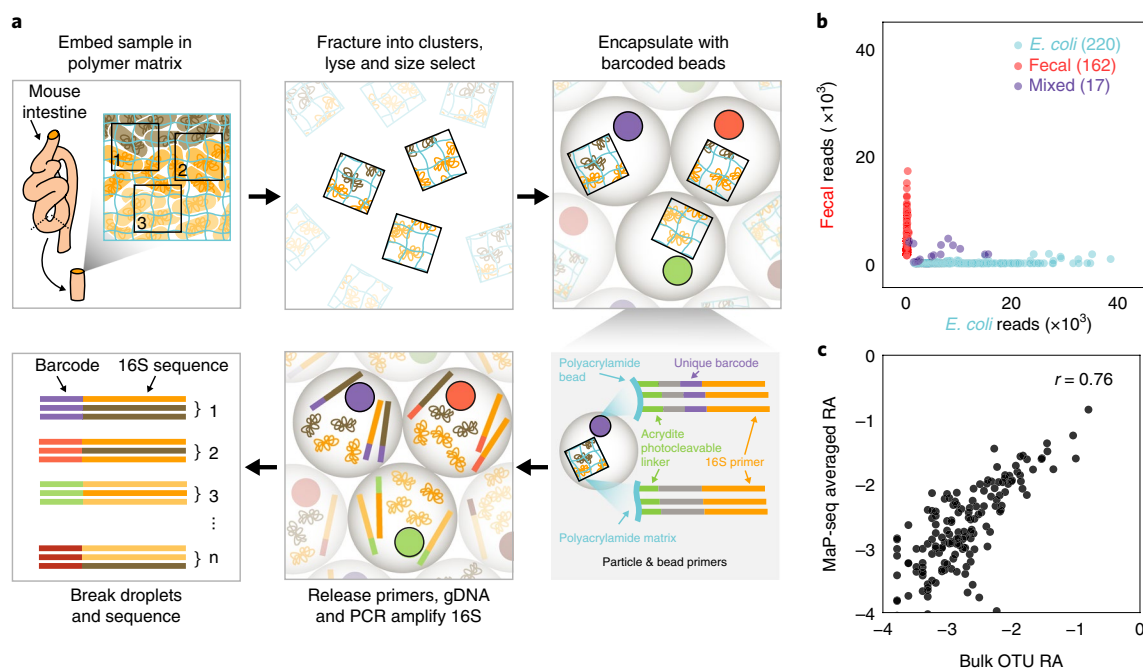 a
Embed sample in
polymer matrix
Mouse
intestine
1
2
3
Fracture into clusters,
lyse and size select
Encapsulate with
barcoded beads
Polyacrylamide
bead
Unique barcode
Acrydite
photocleavable
linker
16S primer
Polyacrylamide matrix
Particle & bead primers
Release primers, gDNA
and PCR amplify 16S
Barcode
16S sequence
} 1
} 2
} 3
...
} n
Break droplets
and sequence
b
40
20
0
Fecal reads (×10³)
E. coli (220)
Fecal (162)
Mixed (17)
0
20
40
E. coli reads (×10³)
c
0
−1
−2
−3
−4
MaP-seq averaged RA
r = 0.76
−4
−3
−2
−1
0
Bulk OTU RA